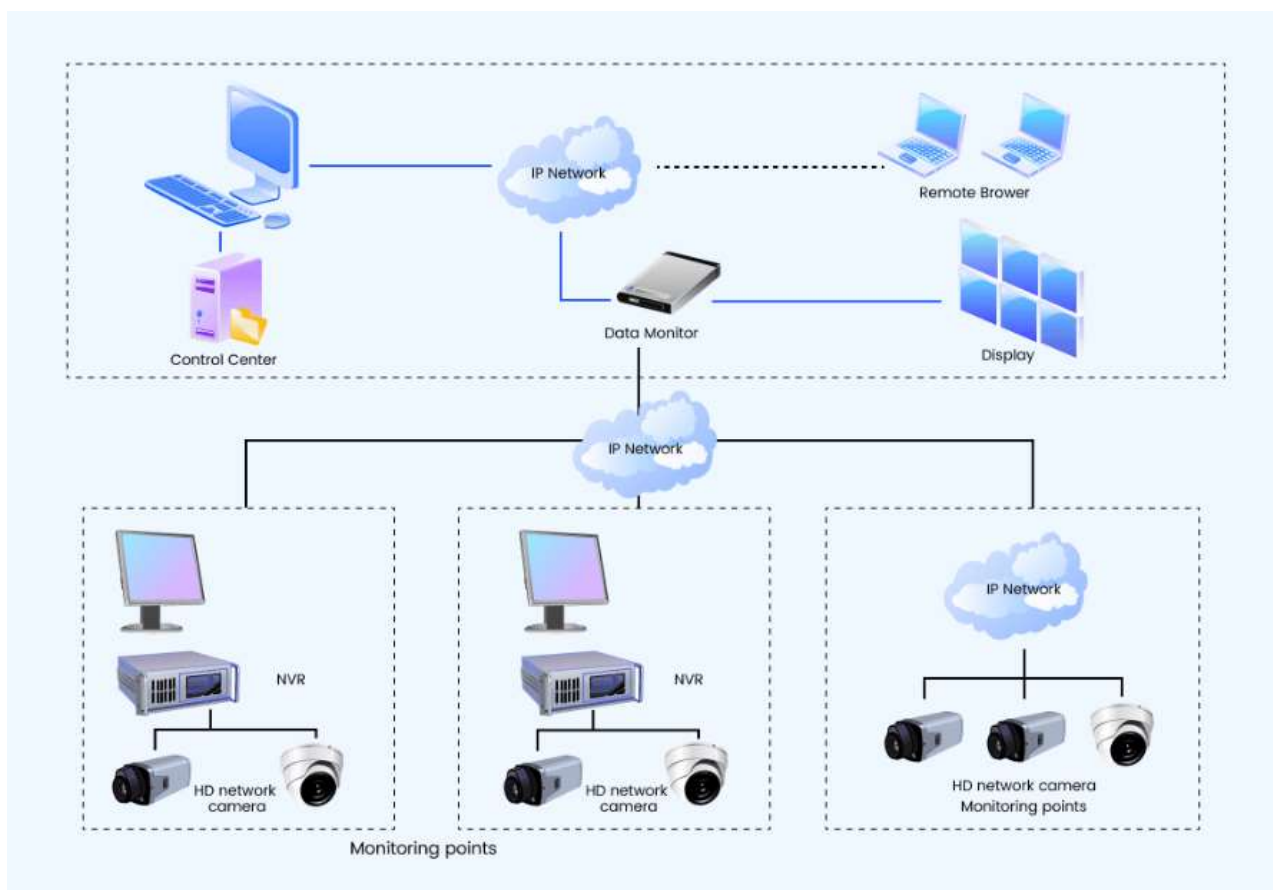 IP Network
Remote Brower
Data Monitor
Control Center
Display
IP Network
IP Network
NVR
NVR
HD network
camera
HD network
camera
HD network camera
Monitoring points
Monitoring points